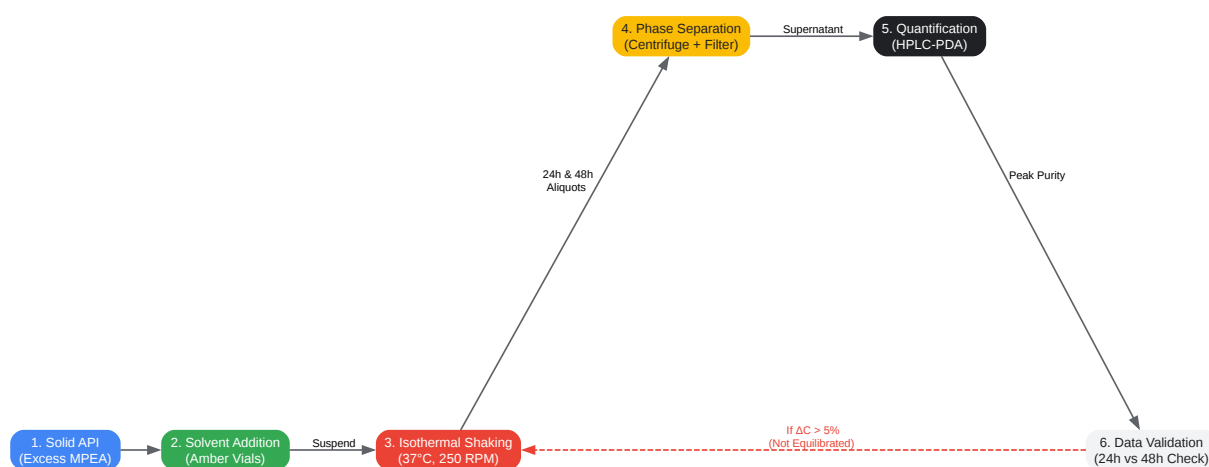 4. Phase Separation
(Centrifuge + Filter)
Supernatant
5. Quantification
(HPLC-PDA)
24h & 48h
Aliquots
Peak Purity
1. Solid API
(Excess MPEA)
2. Solvent Addition
(Amber Vials)
Suspend
3. Isothermal Shaking
(37°C, 250 RPM)
If ΔC > 5%
(Not Equilibrated)
6. Data Validation
(24h vs 48h Check)